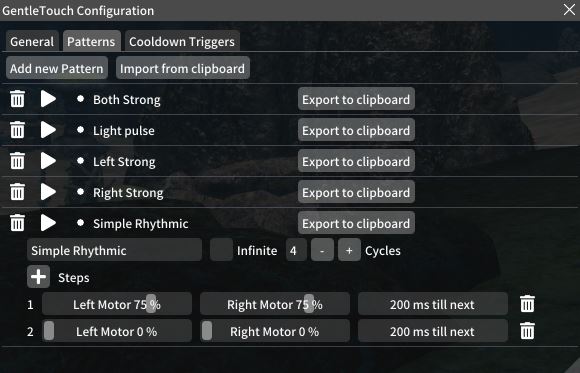 GentleTouch Configuration
General Patterns Cooldown Triggers
Add new Pattern Import from clipboard
Both Strong Export to clipboard
Light pulse Export to clipboard
Left Strong Export to clipboard
Right Strong Export to clipboard
Simple Rhythmic Export to clipboard
Simple Rhythmic Infinite 4 - + Cycles
+ Steps
1 Left Motor 75 % Right Motor 75 % 200 ms till next
2 Left Motor 0 % Right Motor 0 % 200 ms till next